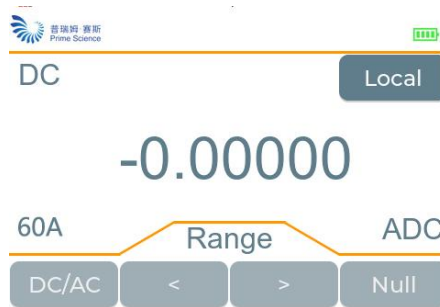 普瑞姆·赛斯
Prime Science
DC
Local
-0.00000
60A
Range
ADC
DC/AC
<
>
Null